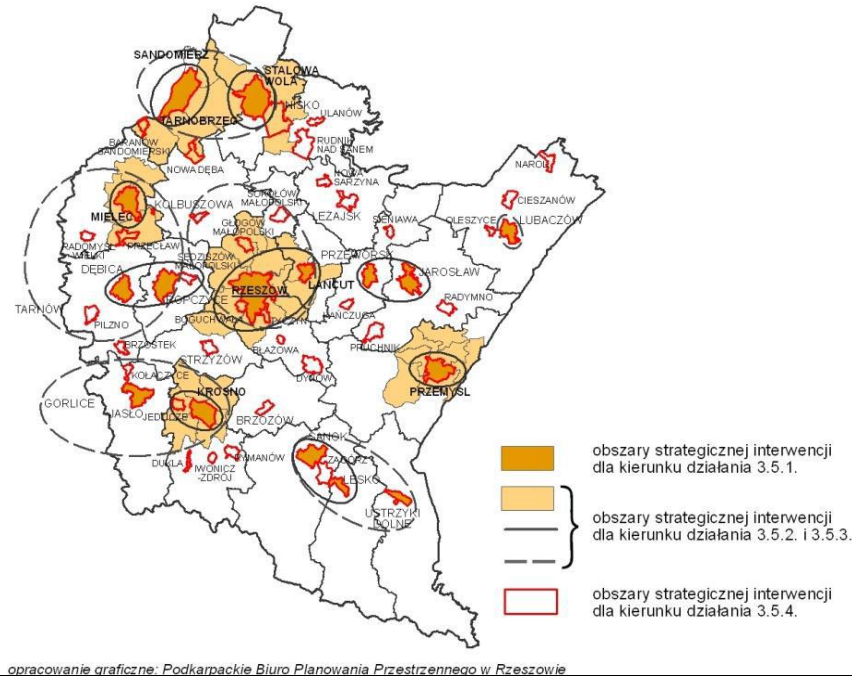 SANDOMIERZ
STALOWA
WOLA
NISKO
ULANÓW
TARNOBRZEG
RUDNIK
NAD SANEM
BARANÓW
SANDOMIERSKI
NOWA DĘBA
NAROL
NOWA
SARZYNA
CIESZANÓW
KOLBUSZOWA
SOKOŁÓW
MAŁOPOLSKI
LEŻAJSK
SIENIAWA
OLESZYCE
LUBACZÓW
MIELEC
GŁOGÓW
MAŁOPOLSKI
RADOMYŚL
WIELKI
PRZECŁAW
SĘDZISZÓW
MAŁOPOLSKI
PRZEWORSK
DĘBICA
JAROSŁAW
ROPCZYCE
RZESZÓW
ŁAŃCUT
TARNÓW
RADYMNO
KAŃCZUGA
PILZNO
BOGUCHWAŁA
TYCZYN
BRZOSTEK
STRZYŻÓW
BŁAŻOWA
PRUCHNIK
DYNÓW
KOŁACZYCE
PRZEMYŚL
KROSNO
GORLICE
JASŁO
JEDLICZE
BRZOZÓW
SANOK
DUKLA
IWONICZ
-ZDRÓJ
RYMANÓW
ZAGÓRZ
LESKO
USTRZYKI
DOLNE
obszary strategicznej interwencji
dla kierunku działania 3.5.1.
obszary strategicznej interwencji
dla kierunku działania 3.5.2. i 3.5.3.
obszary strategicznej interwencji
dla kierunku działania 3.5.4.
opracowanie graficzne: Podkarpackie Biuro Planowania Przestrzennego w Rzeszowie